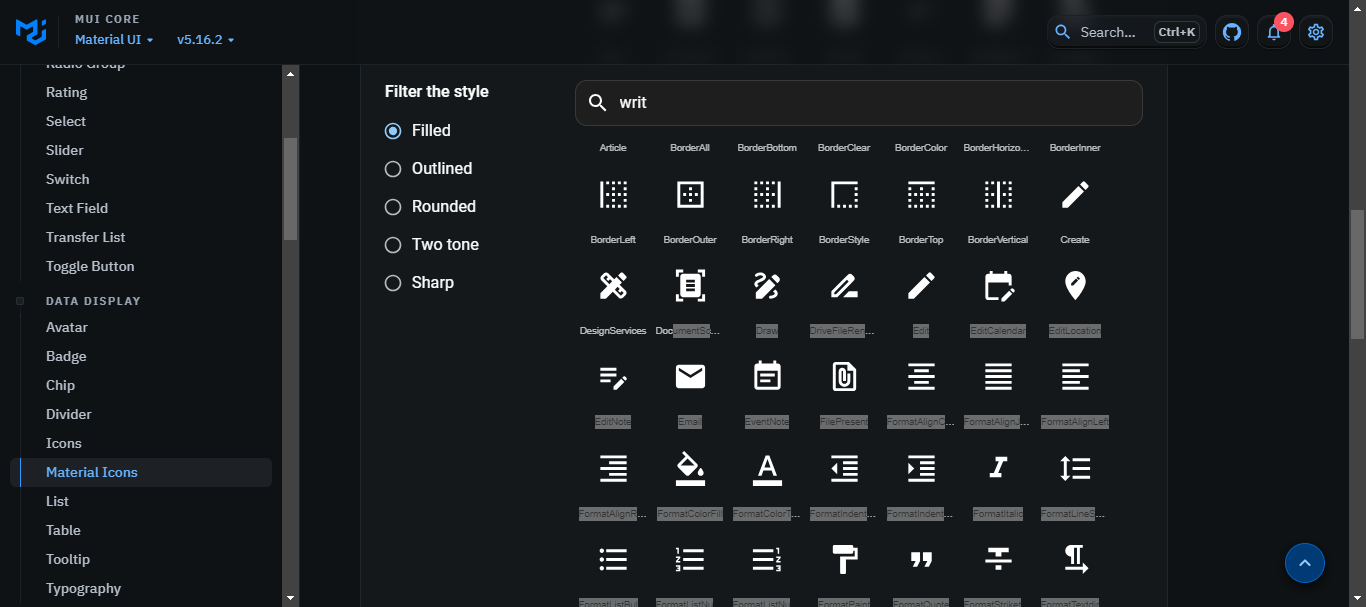 MUI CORE
Material UI
v5.16.2
Search...
Ctrl+K
4
Radio Group
Rating
Select
Slider
Switch
Text Field
Transfer List
Toggle Button
DATA DISPLAY
Avatar
Badge
Chip
Divider
Icons
Material Icons
List
Table
Tooltip
Typography
Filter the style
Filled
Outlined
Rounded
Two tone
Sharp
writ
Article BorderAll BorderBottom BorderClear BorderColor BorderHorizo... BorderInner
BorderLeft BorderOuter BorderRight BorderStyle BorderTop BorderVertical Create
DesignServices DocumentSc... Draw DriveFileRen... Edit EditCalendar EditLocation
EditNote Email EventNote FilePresent FormatAlignC... FormatAlignJ... FormatAlignLeft
FormatAlignR... FormatColorFill FormatColorT... FormatIndent... FormatIndent... FormatItalic FormatLineS...
FormatListBul FormatListNu FormatListNu FormatPaint FormatQuote FormatStriket FormatTextdi